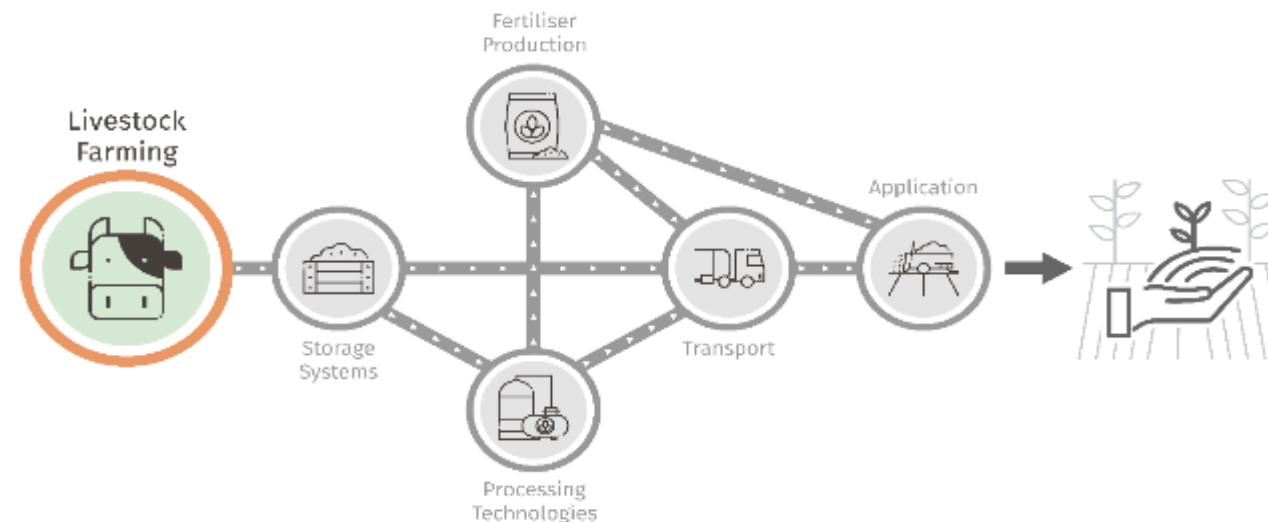 Fertiliser
Production
Livestock
Farming
Application
Storage
Systems
Transport
Processing
Technologies